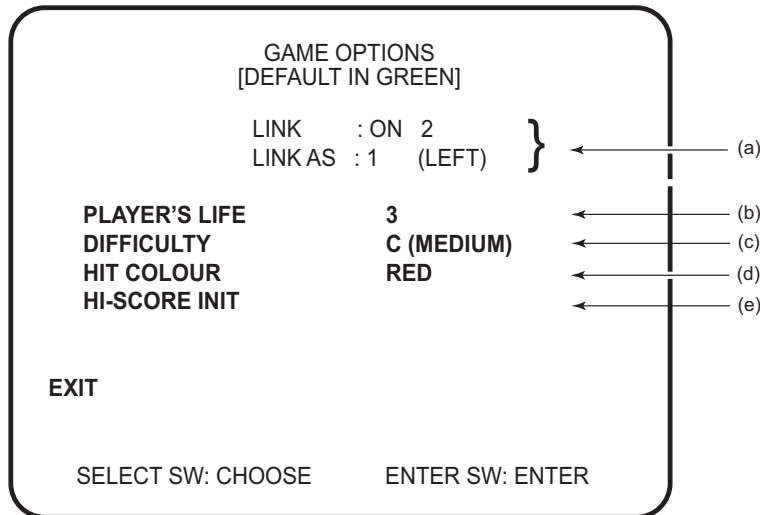 GAME OPTIONS
[DEFAULT IN GREEN]
LINK : ON 2
LINK AS : 1 (LEFT) } (a)
PLAYER'S LIFE 3 (b)
DIFFICULTY C (MEDIUM) (c)
HIT COLOUR RED (d)
HI-SCORE INIT (e)
EXIT
SELECT SW: CHOOSE ENTER SW: ENTER